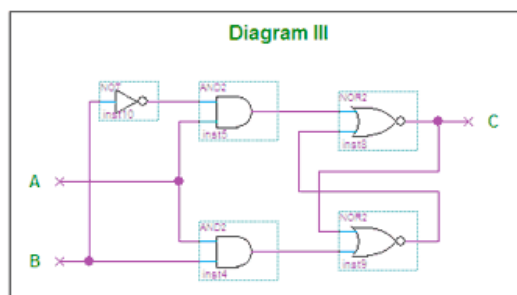 Diagram III
NOT
inst10
AND2
inst5
NOR2
inst8
C
A
B
AND2
inst4
NOR2
inst9